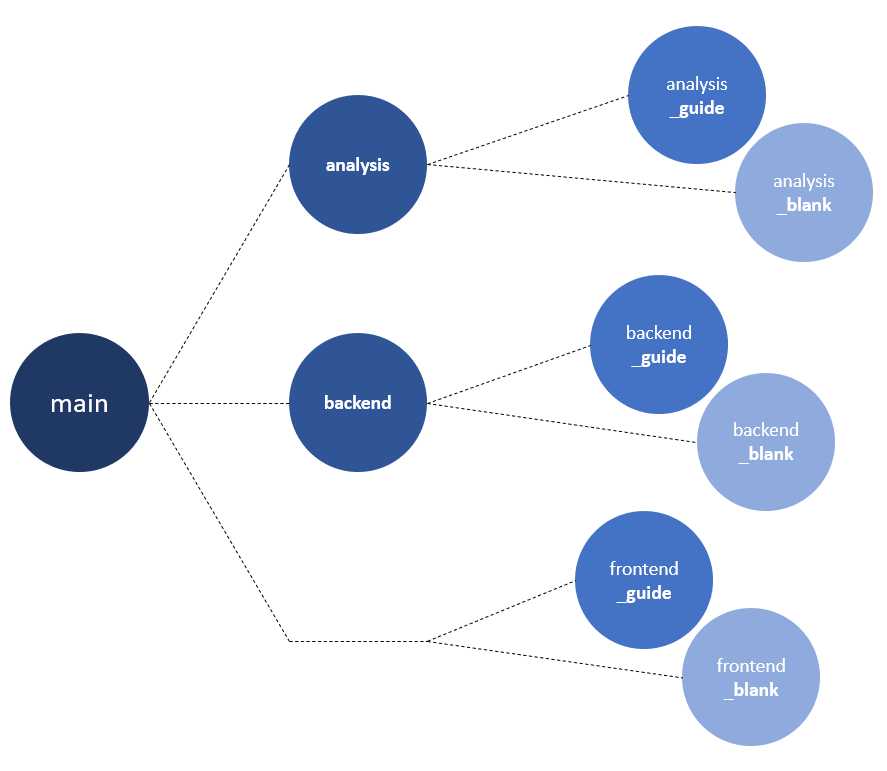 analysis
_guide
analysis
analysis
_blank
backend
_guide
main
backend
backend
_blank
frontend
_guide
frontend
_blank